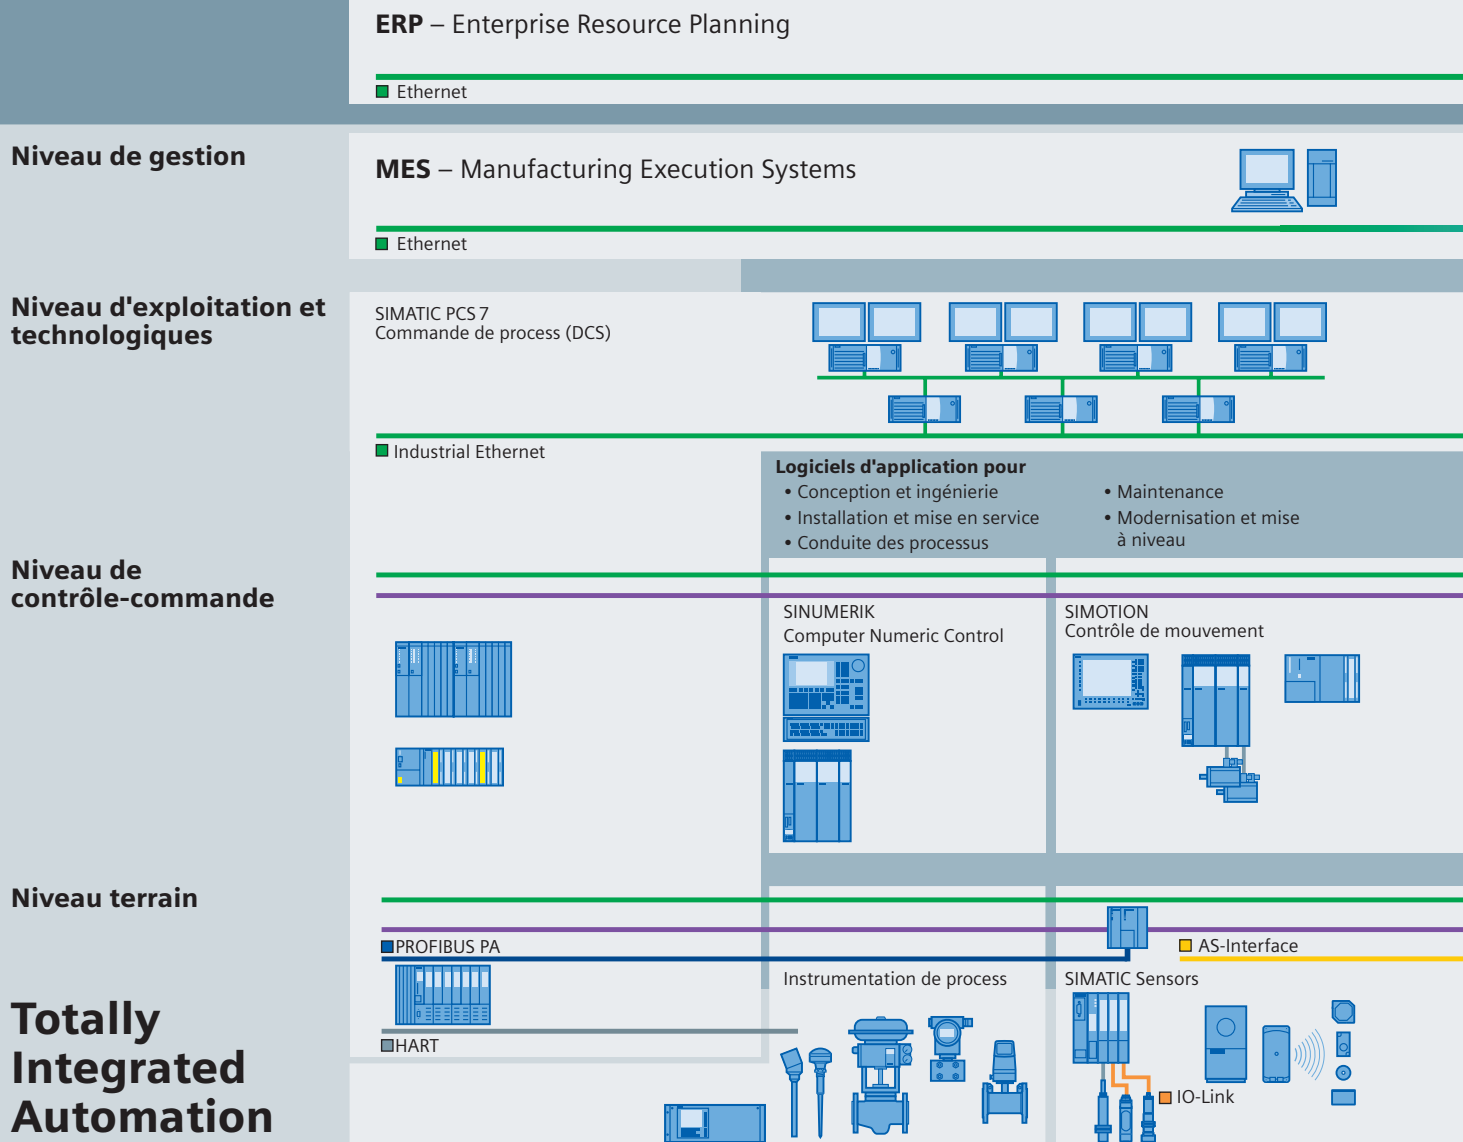 ERP – Enterprise Resource Planning
Ethernet
Niveau de gestion
MES – Manufacturing Execution Systems
Ethernet
Niveau d'exploitation et
technologiques
SIMATIC PCS 7
Commande de process (DCS)
Industrial Ethernet
Logiciels d'application pour
• Conception et ingénierie
• Installation et mise en service
• Conduite des processus
• Maintenance
• Modernisation et mise
à niveau
Niveau de
contrôle-commande
SINUMERIK
Computer Numeric Control
SIMOTION
Contrôle de mouvement
Niveau terrain
PROFIBUS PA
AS-Interface
Instrumentation de process
SIMATIC Sensors
HART
IO-Link
Totally
Integrated
Automation